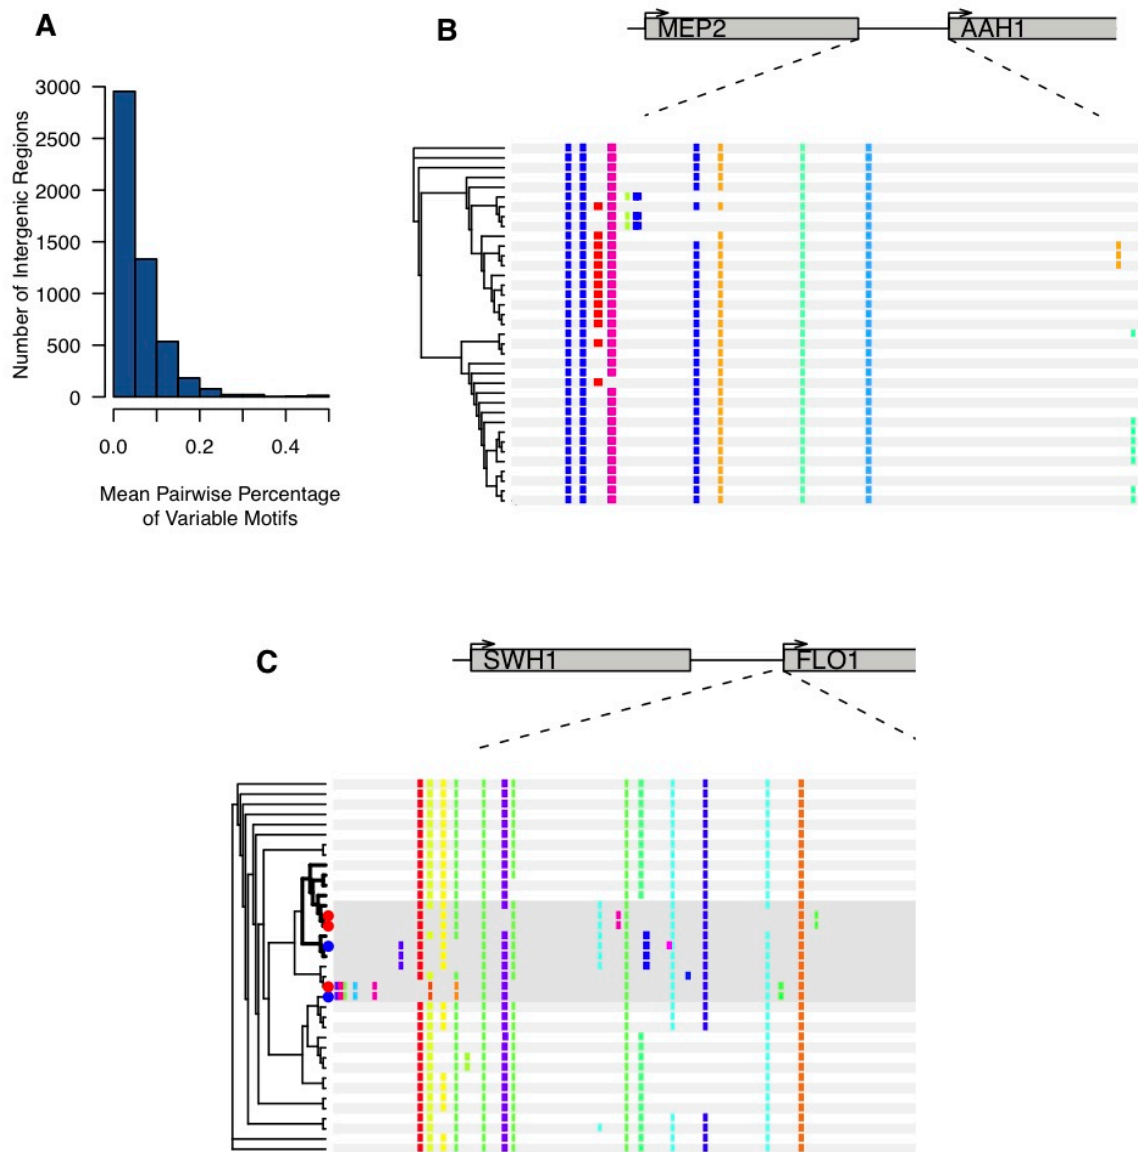 A
B
MEP2
AAH1
Number of Intergenic Regions
3000
2500
2000
1500
1000
500
0
0.0
0.2
0.4
Mean Pairwise Percentage
of Variable Motifs
C
SWH1
FLO1